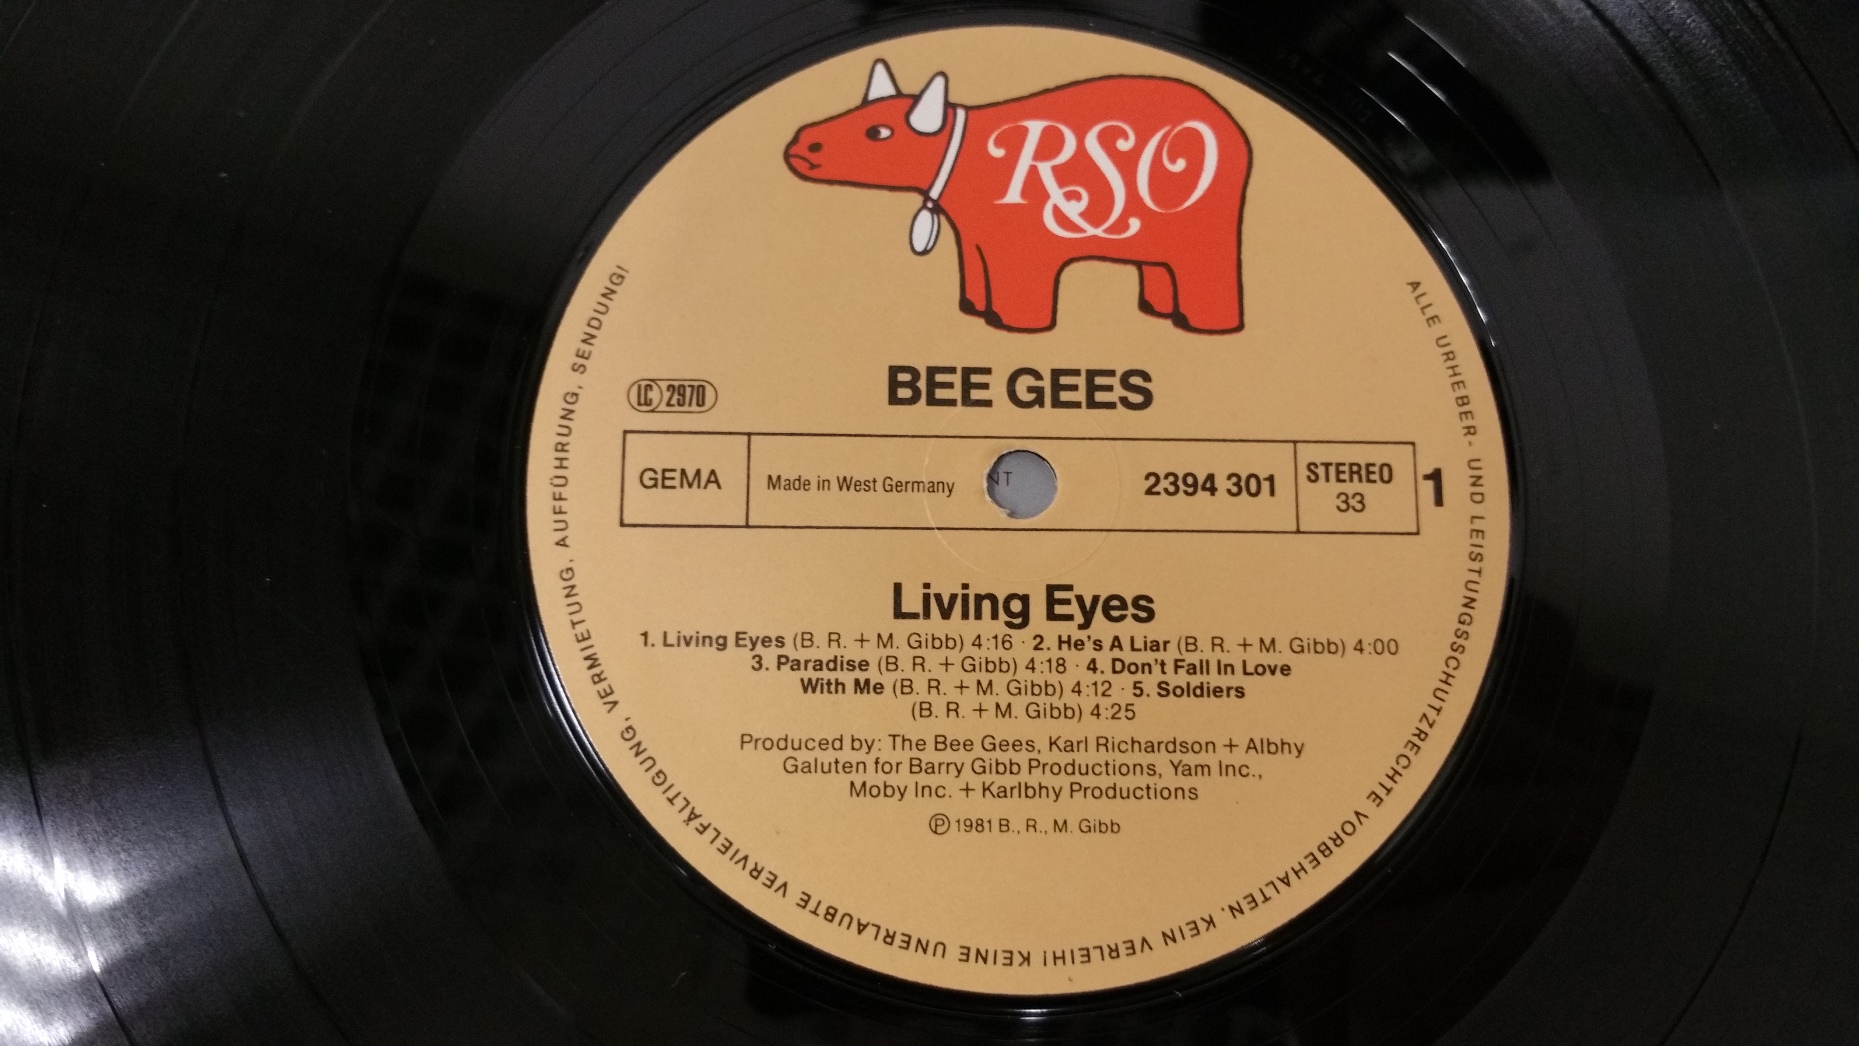 RSO
BEE GEES
LC 2970
GEMA
Made in West Germany
NT
2394 301
STEREO
33
1
Living Eyes
1. Living Eyes (B. R. + M. Gibb) 4:16 · 2. He's A Liar (B. R. + M. Gibb) 4:00
3. Paradise (B. R. + Gibb) 4:18 · 4. Don't Fall In Love
With Me (B. R. + M. Gibb) 4:12 · 5. Soldiers
(B. R. + M. Gibb) 4:25
Produced by: The Bee Gees, Karl Richardson + Albhy
Galuten for Barry Gibb Productions, Yam Inc.,
Moby Inc. + Karlbhy Productions
Ⓟ 1981 B., R., M. Gibb
ALLE URHEBER- UND LEISTUNGSSCHUTZRECHTE VORBEHALTEN. KEIN VERLEIH! KEINE UNERLAUBTE VERVIELFÄLTIGUNG, VERMIETUNG, AUFFÜHRUNG, SENDUNG!